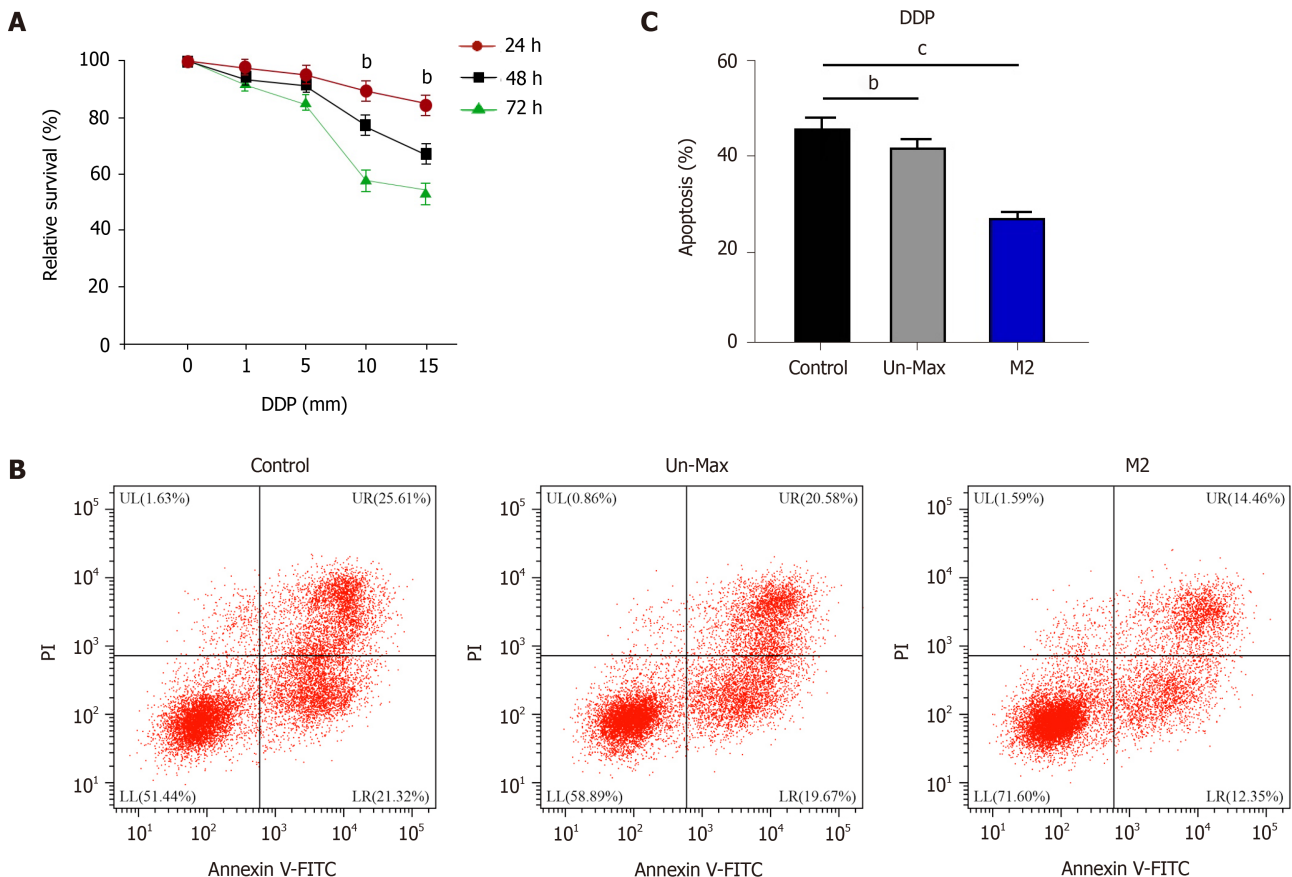 A
100
80
60
40
20
0
0 1 5 10 15
Relative survival (%)
DDP (mm)
b b
24 h
48 h
72 h
C
DDP
60
40
20
0
Apoptosis (%)
c
b
Control Un-Max M2
B
Control
UL(1.63%) UR(25.61%)
LL(51.44%) LR(21.32%)
10⁵
10⁴
10³
10²
10¹
PI
10¹ 10² 10³ 10⁴ 10⁵
Annexin V-FITC
Un-Max
UL(0.86%) UR(20.58%)
LL(58.89%) LR(19.67%)
10⁵
10⁴
10³
10²
10¹
PI
10¹ 10² 10³ 10⁴ 10⁵
Annexin V-FITC
M2
UL(1.59%) UR(14.46%)
LL(71.60%) LR(12.35%)
10⁵
10⁴
10³
10²
10¹
PI
10¹ 10² 10³ 10⁴ 10⁵
Annexin V-FITC